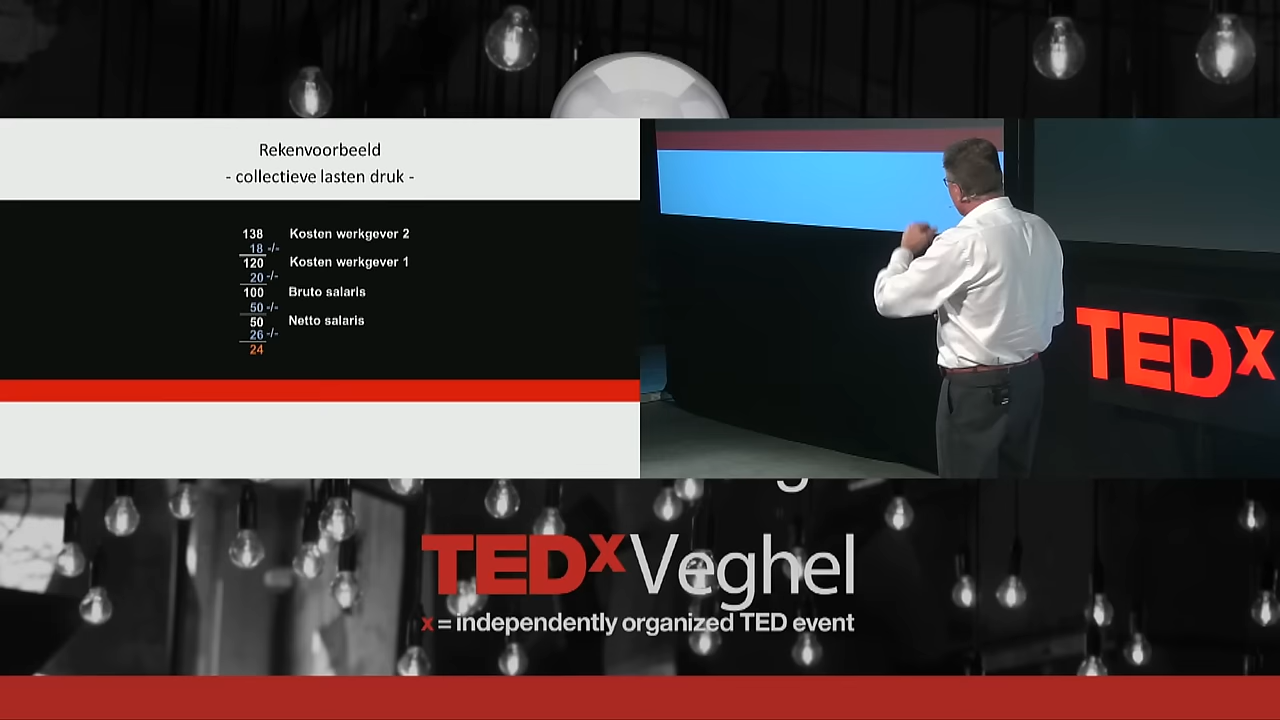 Rekenvoorbeeld
- collectieve lasten druk -
138 Kosten werkgever 2
18 -/-
120 Kosten werkgever 1
20 -/-
100 Bruto salaris
50 -/-
50 Netto salaris
26 -/-
24
TEDx
TEDxVeghel
x = independently organized TED event